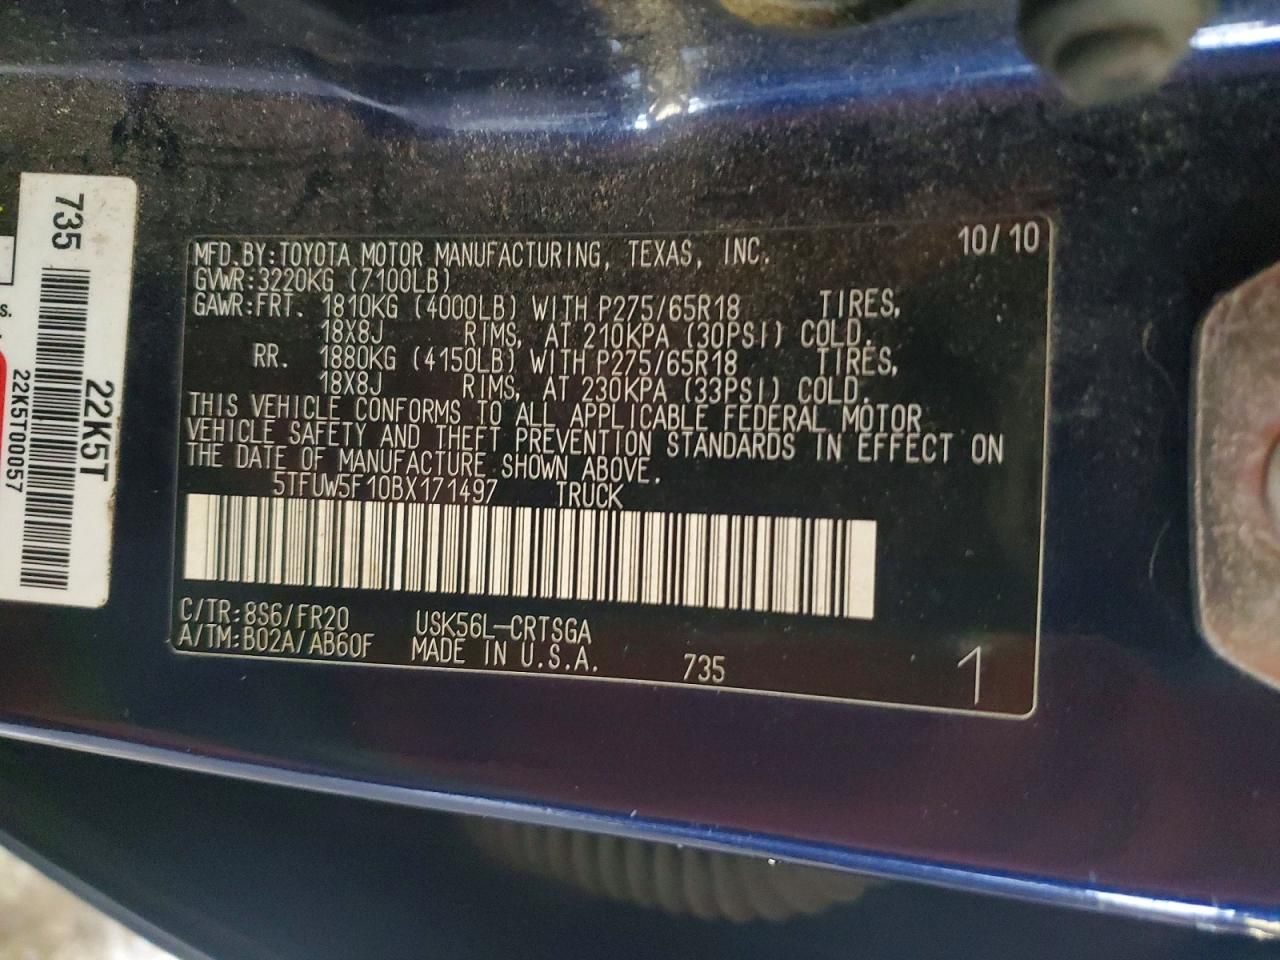 MFD.BY:TOYOTA MOTOR MANUFACTURING, TEXAS, INC. 10/10
GVWR:3220KG (7100LB)
GAWR:FRT. 1810KG (4000LB) WITH P275/65R18 TIRES,
18X8J RIMS, AT 210KPA (30PSI) COLD.
RR. 1880KG (4150LB) WITH P275/65R18 TIRES,
18X8J RIMS, AT 230KPA (33PSI) COLD.
THIS VEHICLE CONFORMS TO ALL APPLICABLE FEDERAL MOTOR
VEHICLE SAFETY AND THEFT PREVENTION STANDARDS IN EFFECT ON
THE DATE OF MANUFACTURE SHOWN ABOVE.
5TFUW5F10BX171497 TRUCK
C/TR:8S6/FR20 USK56L-CRTSGA
A/TM:B02A/AB60F MADE IN U.S.A. 735 1
735
22K5T
22K5T00057
s.